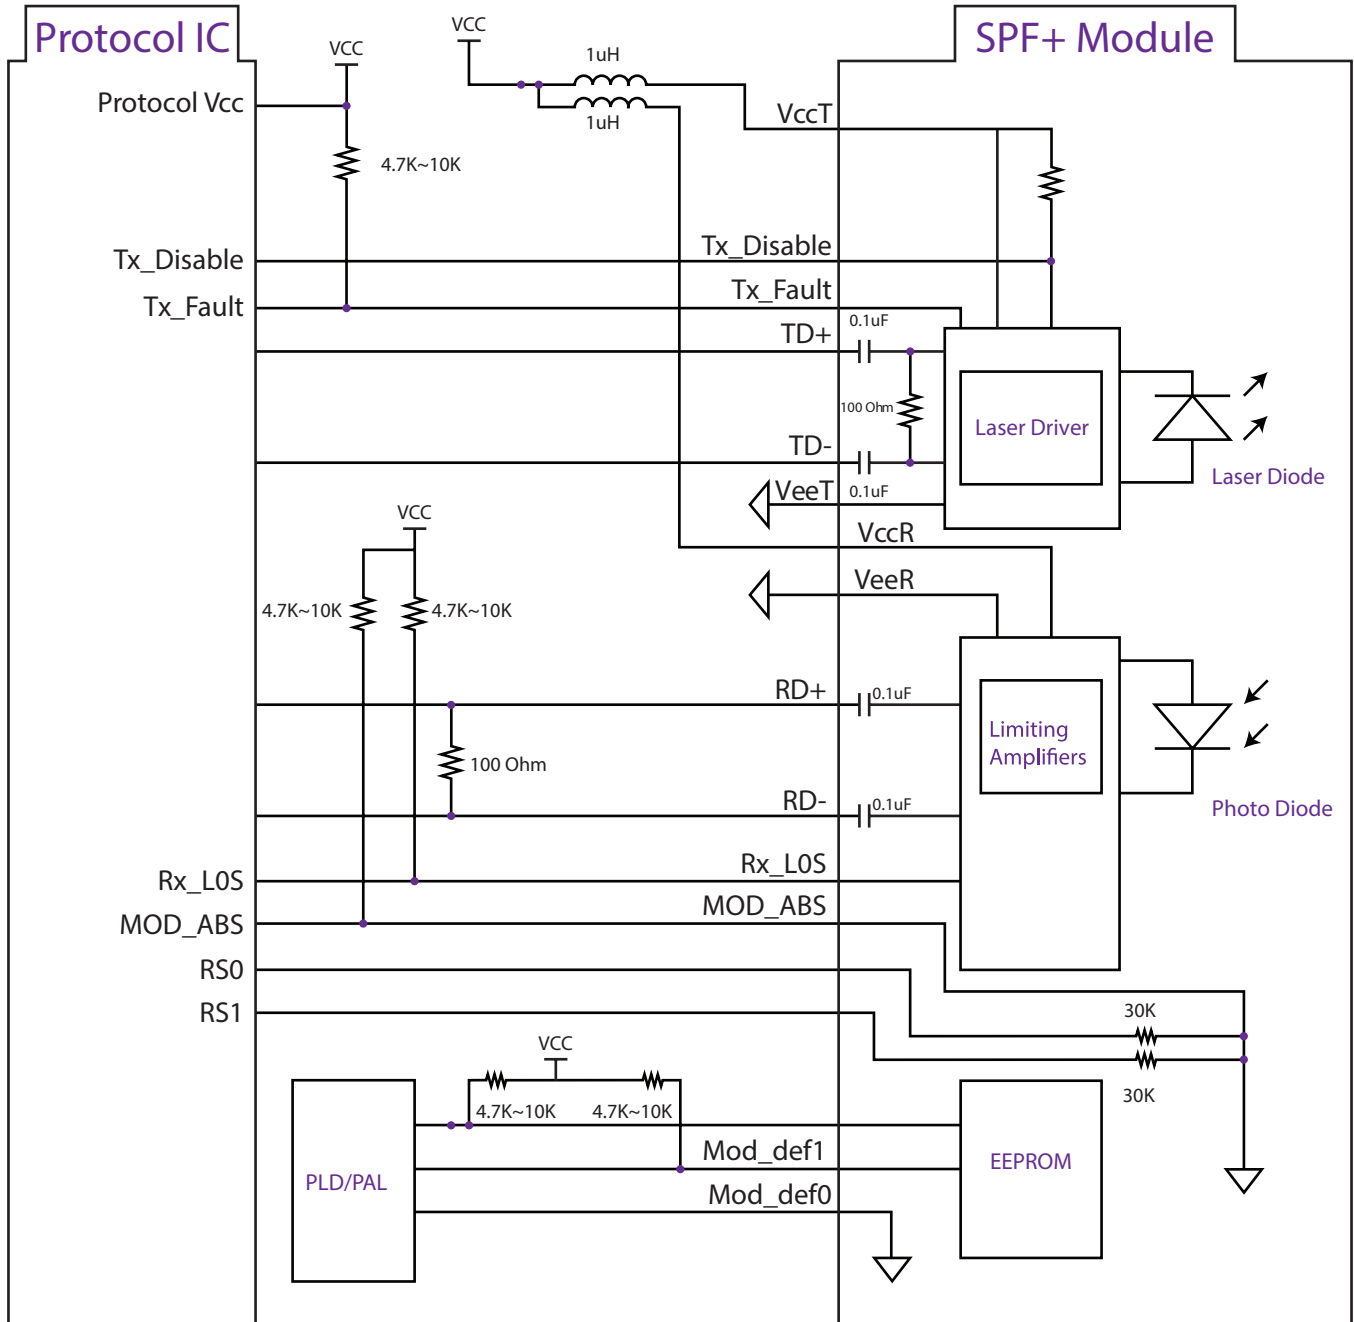 Protocol IC
SPF+ Module
VCC
VCC
1uH
1uH
Protocol Vcc
VccT
4.7K~10K
Tx_Disable
Tx_Disable
Tx_Fault
Tx_Fault
TD+
0.1uF
100 Ohm
Laser Driver
TD-
0.1uF
Laser Diode
VeeT
VCC
VccR
VeeR
4.7K~10K
4.7K~10K
RD+
0.1uF
Limiting
Amplifiers
100 Ohm
RD-
0.1uF
Photo Diode
Rx_L0S
Rx_L0S
MOD_ABS
MOD_ABS
RS0
RS1
30K
30K
VCC
4.7K~10K
4.7K~10K
Mod_def1
PLD/PAL
EEPROM
Mod_def0